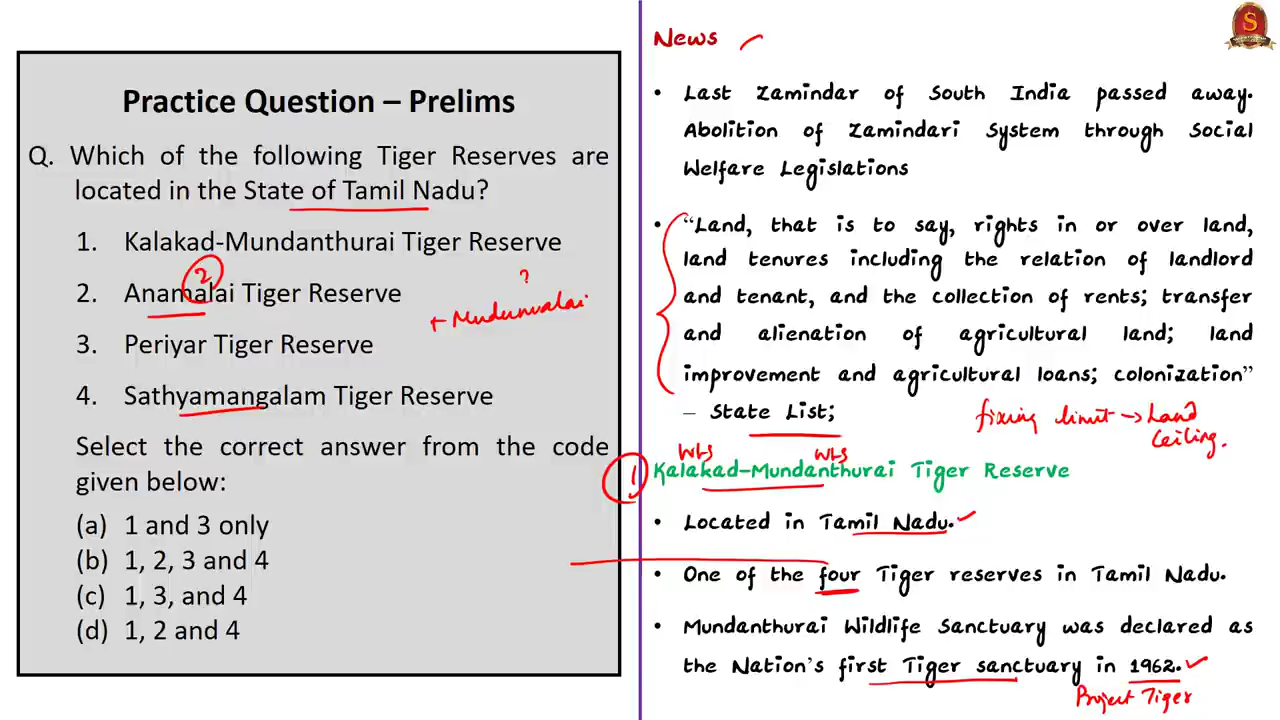 Practice Question – Prelims
Q. Which of the following Tiger Reserves are
located in the State of Tamil Nadu?
1. Kalakad-Mundanthurai Tiger Reserve
2. Anamalai Tiger Reserve
2
?
+ Mudumalai
3. Periyar Tiger Reserve
4. Sathyamangalam Tiger Reserve
Select the correct answer from the code
given below:
(a) 1 and 3 only
(b) 1, 2, 3 and 4
(c) 1, 3, and 4
(d) 1, 2 and 4
News
S
• Last Zamindar of South India passed away.
Abolition of Zamindari System through Social
Welfare Legislations
• “Land, that is to say, rights in or over land,
land tenures including the relation of landlord
and tenant, and the collection of rents; transfer
and alienation of agricultural land; land
improvement and agricultural loans; colonization”
– State List;
fixing limit → Land
Ceiling.
WLS WLS
1 Kalakad-Mundanthurai Tiger Reserve
• Located in Tamil Nadu.
• One of the four Tiger reserves in Tamil Nadu.
• Mundanthurai Wildlife Sanctuary was declared as
the Nation's first Tiger sanctuary in 1962.
Project Tiger